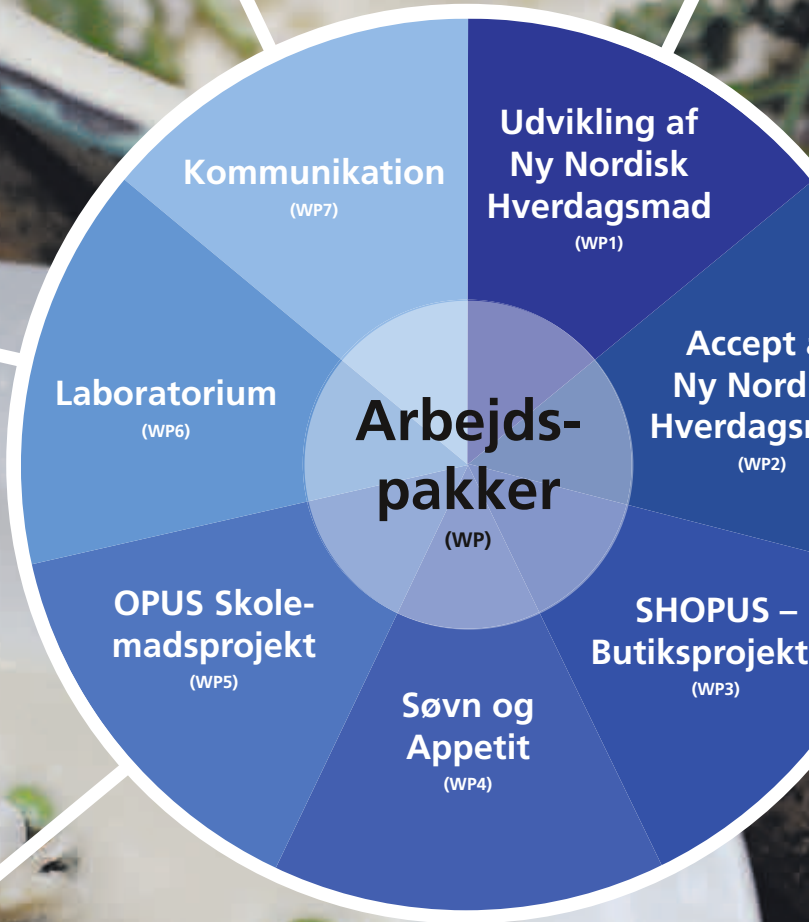 Udvikling af
Ny Nordisk
Hverdagsmad
(WP1)
Accept
Ny
(WP2)
SHOPUS –
Butiksprojekt
(WP3)
Søvn og
Appetit
(WP4)
OPUS Skole-
madsprojekt
(WP5)
Laboratorium
(WP6)
Kommunikation
(WP7)
Arbejds-
pakker
(WP)